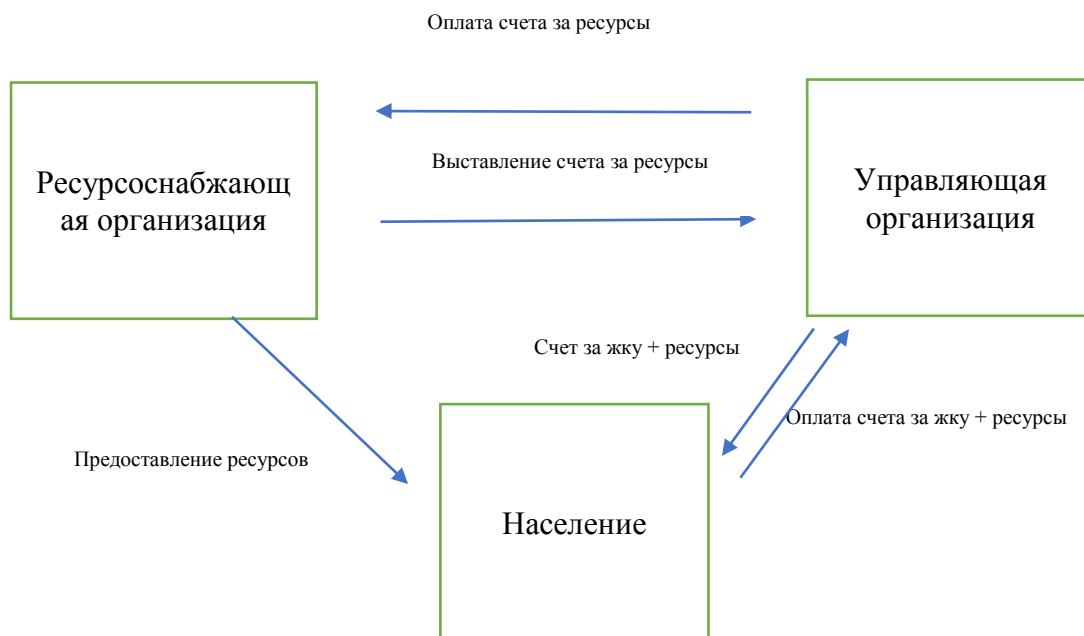 Оплата счета за ресурсы
Выставление счета за ресурсы
Ресурсоснабжающ
ая организация
Управляющая
организация
Счет за жку + ресурсы
Оплата счета за жку + ресурсы
Предоставление ресурсов
Население